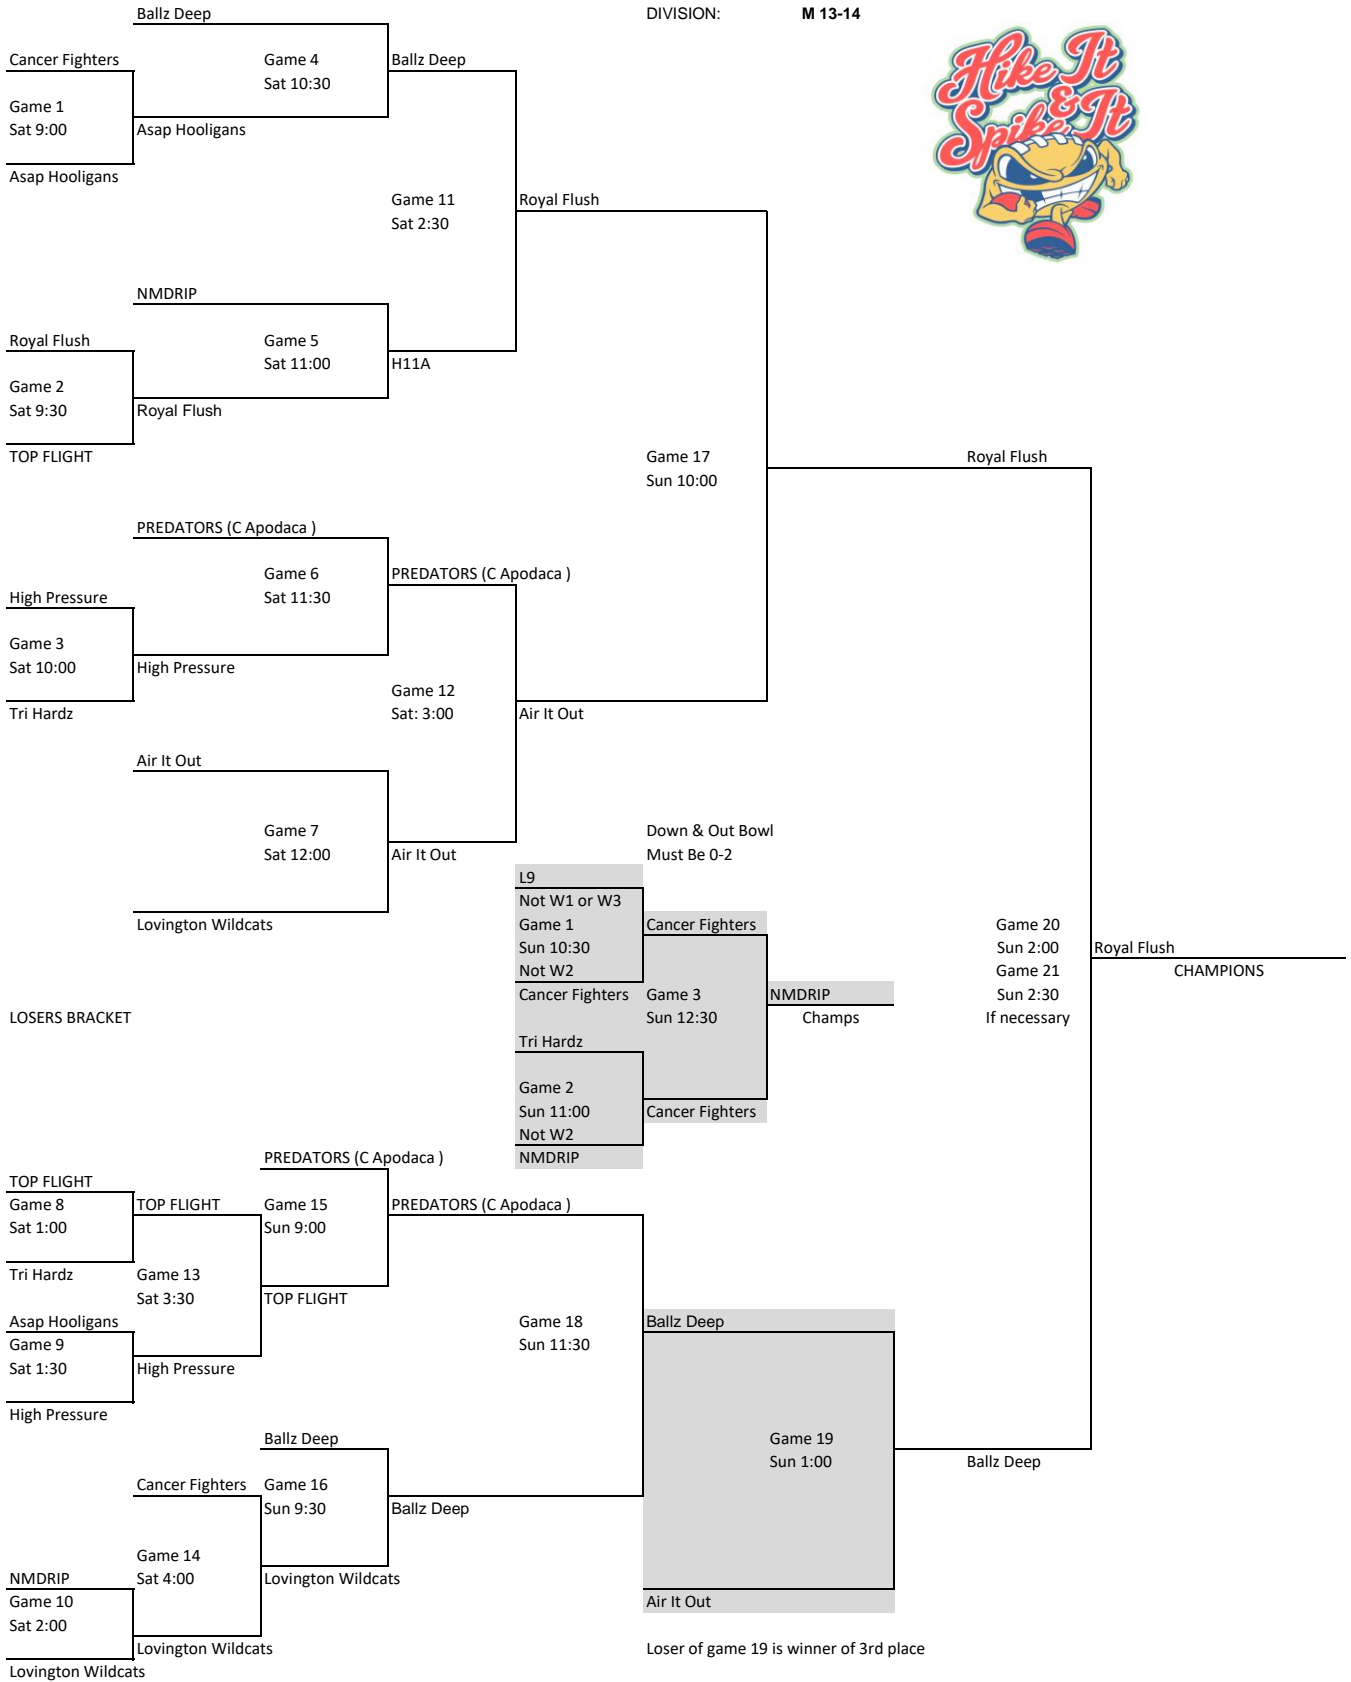 Ballz Deep
DIVISION: M 13-14
Hike It
&
Spike It
Cancer Fighters
Game 4
Ballz Deep
Sat 10:30
Game 1
Sat 9:00
Asap Hooligans
Asap Hooligans
Game 11
Royal Flush
Sat 2:30
NMDRIP
Royal Flush
Game 5
Sat 11:00
H11A
Game 2
Sat 9:30
Royal Flush
TOP FLIGHT
Game 17
Royal Flush
Sun 10:00
PREDATORS (C Apodaca )
Game 6
PREDATORS (C Apodaca )
High Pressure
Sat 11:30
Game 3
Sat 10:00
High Pressure
Game 12
Tri Hardz
Sat: 3:00
Air It Out
Air It Out
Game 7
Down & Out Bowl
Sat 12:00
Air It Out
Must Be 0-2
L9
Not W1 or W3
Lovington Wildcats
Game 1
Cancer Fighters
Game 20
Sun 10:30
Sun 2:00
Royal Flush
Not W2
Game 21
CHAMPIONS
Cancer Fighters
Game 3
NMDRIP
Sun 2:30
LOSERS BRACKET
Sun 12:30
Champs
If necessary
Tri Hardz
Game 2
Sun 11:00
Cancer Fighters
Not W2
PREDATORS (C Apodaca )
NMDRIP
TOP FLIGHT
Game 8
TOP FLIGHT
Game 15
PREDATORS (C Apodaca )
Sat 1:00
Sun 9:00
Tri Hardz
Game 13
Sat 3:30
TOP FLIGHT
Asap Hooligans
Game 18
Ballz Deep
Game 9
Sun 11:30
Sat 1:30
High Pressure
High Pressure
Ballz Deep
Game 19
Sun 1:00
Ballz Deep
Cancer Fighters
Game 16
Sun 9:30
Ballz Deep
Game 14
NMDRIP
Sat 4:00
Lovington Wildcats
Game 10
Air It Out
Sat 2:00
Lovington Wildcats
Loser of game 19 is winner of 3rd place
Lovington Wildcats